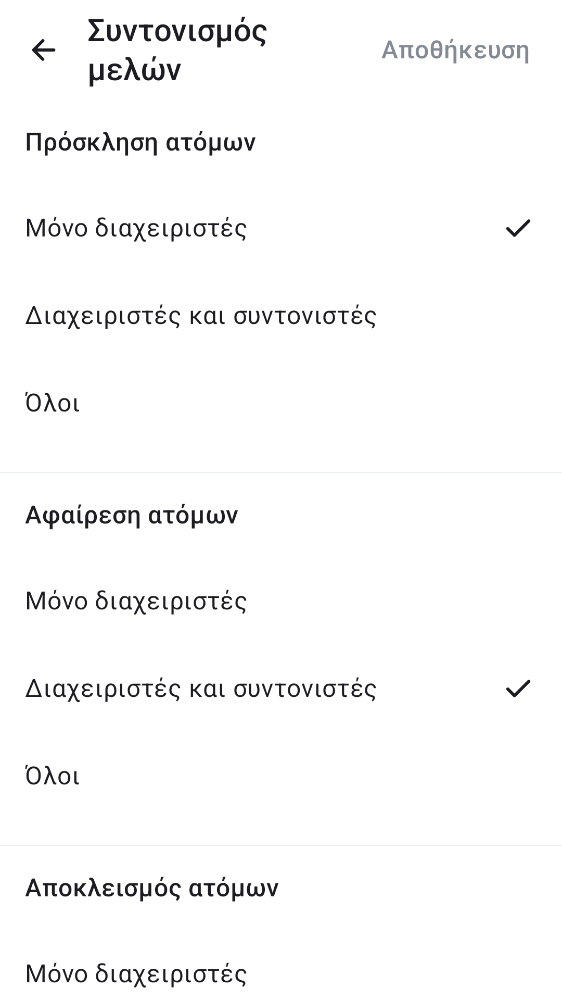 Συντονισμός
μελών
Αποθήκευση
Πρόσκληση ατόμων
Μόνο διαχειριστές
Διαχειριστές και συντονιστές
Όλοι
Αφαίρεση ατόμων
Μόνο διαχειριστές
Διαχειριστές και συντονιστές
Όλοι
Αποκλεισμός ατόμων
Μόνο διαχειριστές